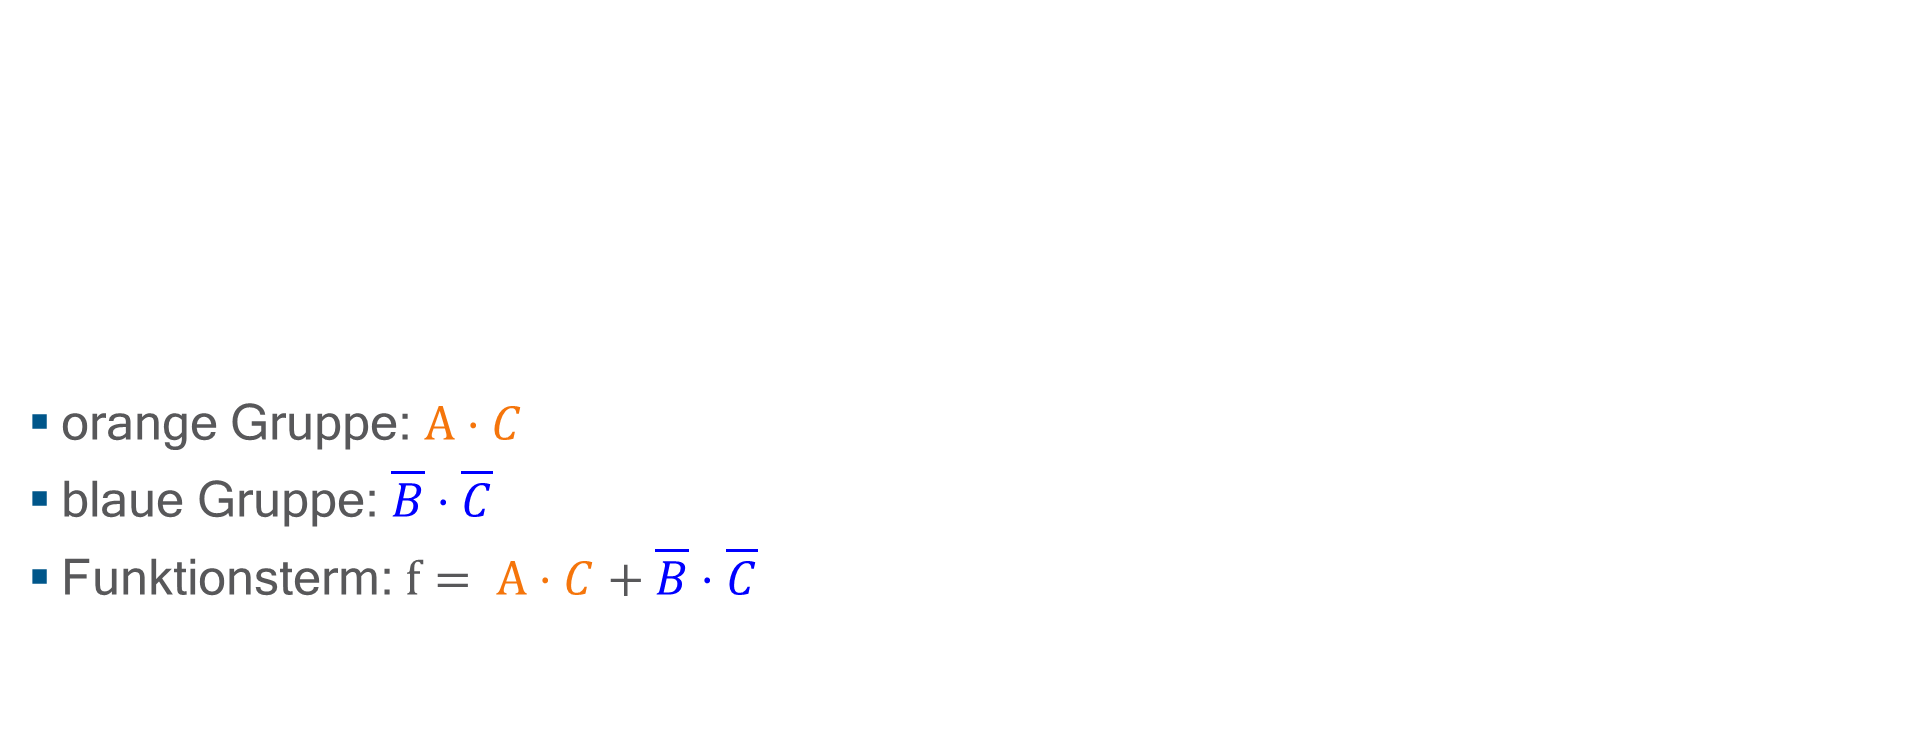 ▪ orange Gruppe: A · C
▪ blaue Gruppe: B̅ · C̅
▪ Funktionsterm: f = A · C + B̅ · C̅